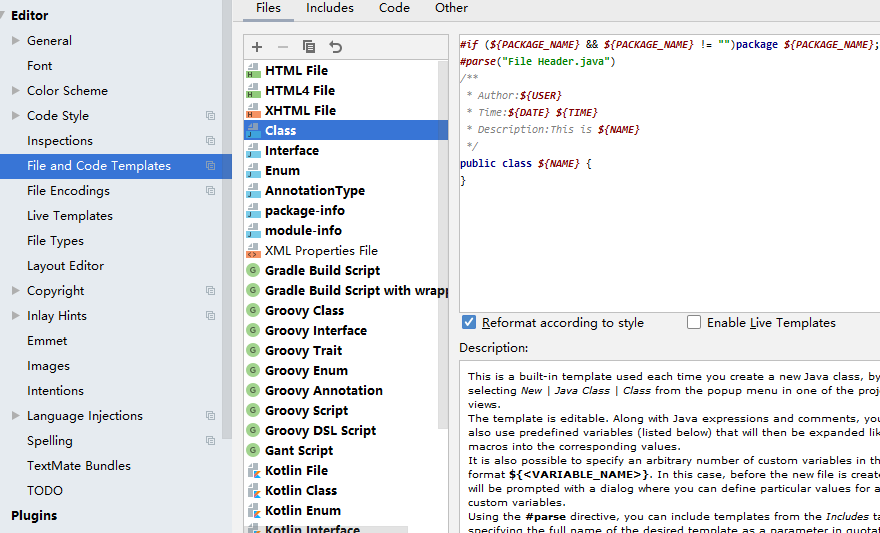 Editor
General
Font
Color Scheme
Code Style
Inspections
File and Code Templates
File Encodings
Live Templates
File Types
Layout Editor
Copyright
Inlay Hints
Emmet
Images
Intentions
Language Injections
Spelling
TextMate Bundles
TODO
Plugins
Files Includes Code Other
HTML File
HTML4 File
XHTML File
Class
Interface
Enum
AnnotationType
package-info
module-info
XML Properties File
Gradle Build Script
Gradle Build Script with wrapp
Groovy Class
Groovy Interface
Groovy Trait
Groovy Enum
Groovy Annotation
Groovy Script
Groovy DSL Script
Gant Script
Kotlin File
Kotlin Class
Kotlin Enum
Kotlin Interface
#if (${PACKAGE_NAME} && ${PACKAGE_NAME} != "")package ${PACKAGE_NAME};
#parse("File Header.java")
/**
* Author:${USER}
* Time:${DATE} ${TIME}
* Description:This is ${NAME}
*/
public class ${NAME} {
}
Reformat according to style Enable Live Templates
Description:
This is a built-in template used each time you create a new Java class, by
selecting New | Java Class | Class from the popup menu in one of the proje
views.
The template is editable. Along with Java expressions and comments, you
also use predefined variables (listed below) that will then be expanded lik
macros into the corresponding values.
It is also possible to specify an arbitrary number of custom variables in th
format ${<VARIABLE_NAME>}. In this case, before the new file is create
will be prompted with a dialog where you can define particular values for a
custom variables.
Using the #parse directive, you can include templates from the Includes ta
specifying the full name of the desired template as a parameter in quotat